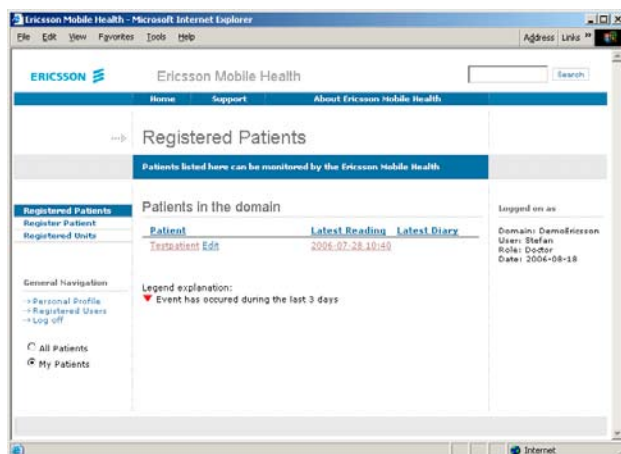 Ericsson Mobile Health - Microsoft Internet Explorer
File Edit View Favorites Tools Help Address Links »
ERICSSON Ericsson Mobile Health Search
Home Support About Ericsson Mobile Health
Registered Patients
Patients listed here can be monitored by the Ericsson Mobile Health
Registered Patients
Register Patient
Registered Units
General Navigation
Personal Profile
Registered Users
Log off
All Patients
My Patients
Patients in the domain
Patient Latest Reading Latest Diary
Testpatient Edit 2006-07-28 10:40
Legend explanation:
Event has occured during the last 3 days
Logged on as
Domain: DemoEricsson
User: Stefan
Role: Doctor
Date: 2006-08-18
Internet